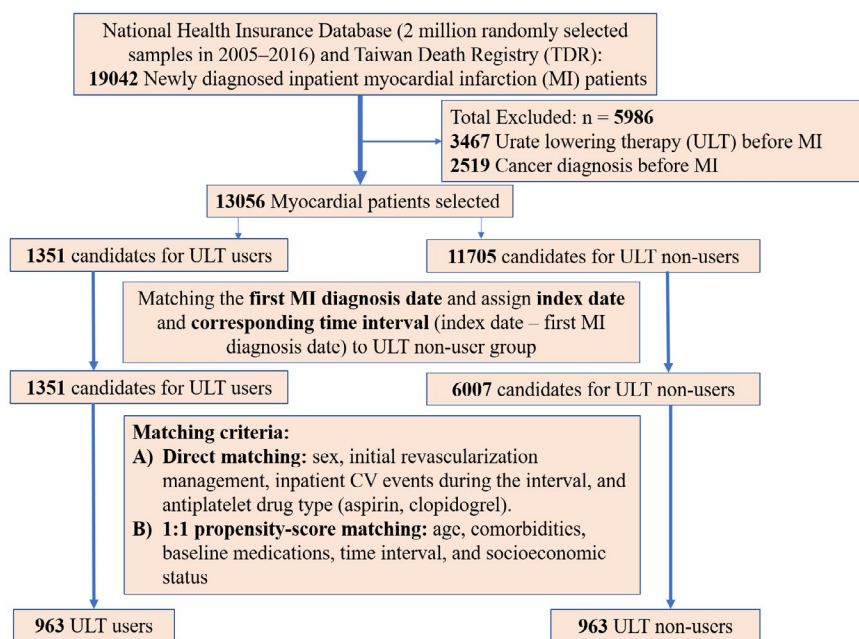 National Health Insurance Database (2 million randomly selected
samples in 2005–2016) and Taiwan Death Registry (TDR):
19042 Newly diagnosed inpatient myocardial infarction (MI) patients
Total Excluded: n = 5986
3467 Urate lowering therapy (ULT) before MI
2519 Cancer diagnosis before MI
13056 Myocardial patients selected
1351 candidates for ULT users
11705 candidates for ULT non-users
Matching the first MI diagnosis date and assign index date
and corresponding time interval (index date – first MI
diagnosis date) to ULT non-user group
1351 candidates for ULT users
6007 candidates for ULT non-users
Matching criteria:
A) Direct matching: sex, initial revascularization
management, inpatient CV events during the interval, and
antiplatelet drug type (aspirin, clopidogrel).
B) 1:1 propensity-score matching: age, comorbidities,
baseline medications, time interval, and socioeconomic
status
963 ULT users
963 ULT non-users